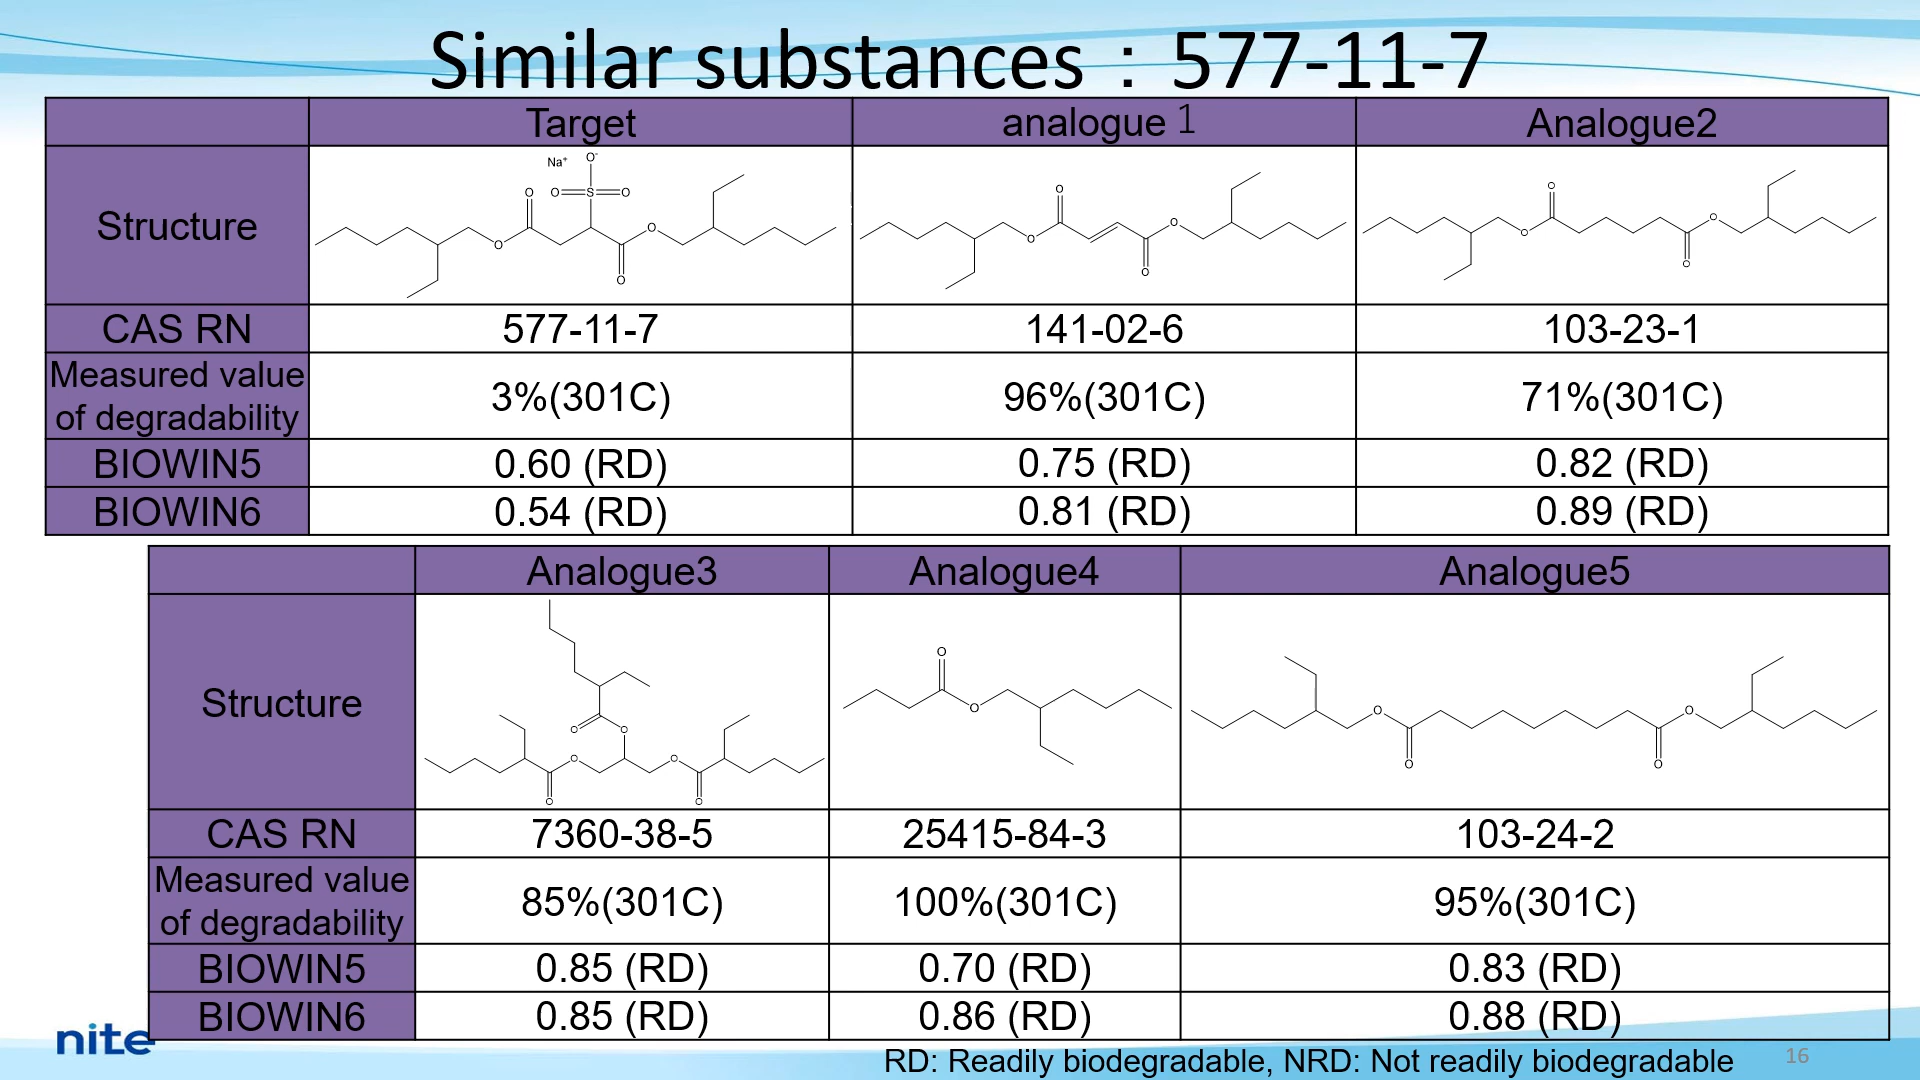 Similar substances：577-11-7
Target analogue 1 Analogue2
Structure
Na⁺ O⁻
O O S O
O O
O
O O O
O
O O O
O
CAS RN 577-11-7 141-02-6 103-23-1
Measured value
of degradability 3%(301C) 96%(301C) 71%(301C)
BIOWIN5 0.60 (RD) 0.75 (RD) 0.82 (RD)
BIOWIN6 0.54 (RD) 0.81 (RD) 0.89 (RD)
Analogue3 Analogue4 Analogue5
Structure
O O
O O
O O
O O
O O
O O
CAS RN 7360-38-5 25415-84-3 103-24-2
Measured value
of degradability 85%(301C) 100%(301C) 95%(301C)
BIOWIN5 0.85 (RD) 0.70 (RD) 0.83 (RD)
BIOWIN6 0.85 (RD) 0.86 (RD) 0.88 (RD)
nite
RD: Readily biodegradable, NRD: Not readily biodegradable
16